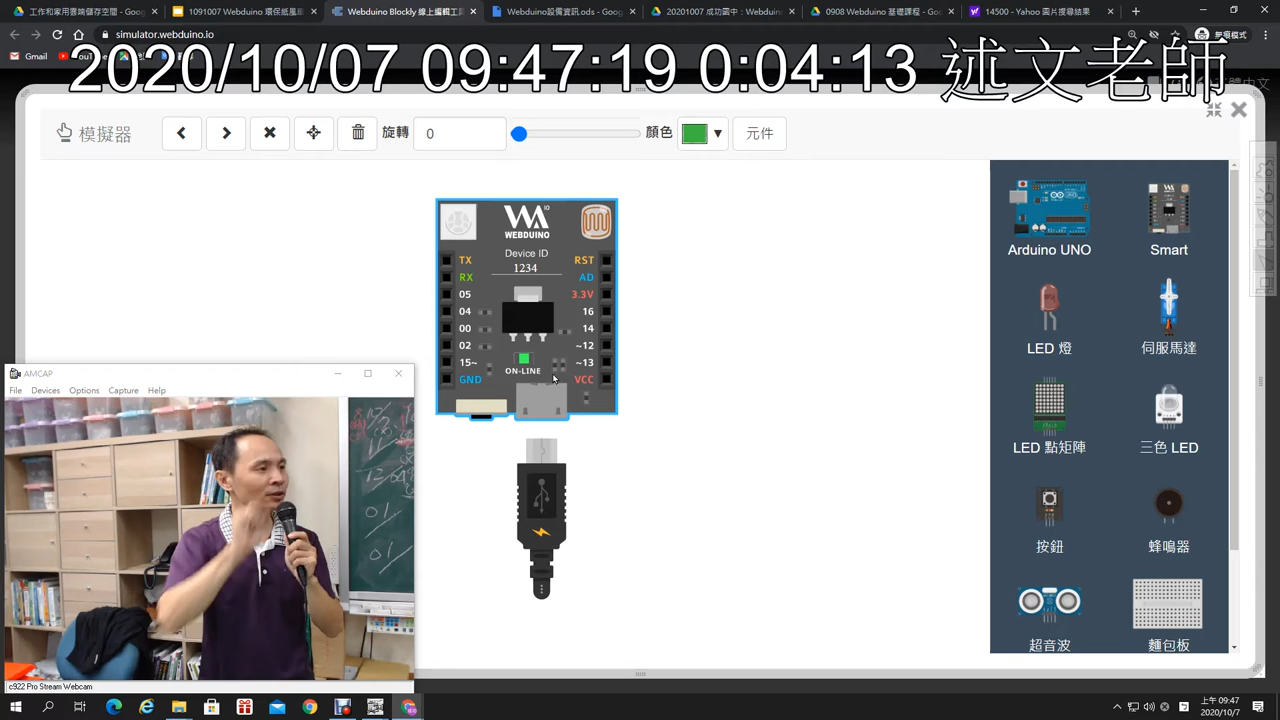 工作和家用雲端儲存空間 - Goog
1091007 Webduino 環保紙風車
Webduino Blockly 線上編輯工具
Webduino設備資訊.ods - Goog
20201007 成功國中：Webduino
0908 Webduino 基礎課程 - Goog
14500 - Yahoo 圖片搜尋結果
simulator.webduino.io
無痕模式
Gmail
2020/10/07 09:47:19 0:04:13 述文老師
模擬器
旋轉
0
顏色
元件
WEBDUINO
Device ID
1234
TX
RST
RX
AD
05
3.3V
04
16
00
14
02
~12
15~
~13
ON-LINE
GND
VCC
Arduino UNO
Smart
LED 燈
伺服馬達
LED 點矩陣
三色 LED
按鈕
蜂鳴器
超音波
麵包板
AMCAP
File Devices Options Capture Help
c922 Pro Stream Webcam
上午 09:47
2020/10/7